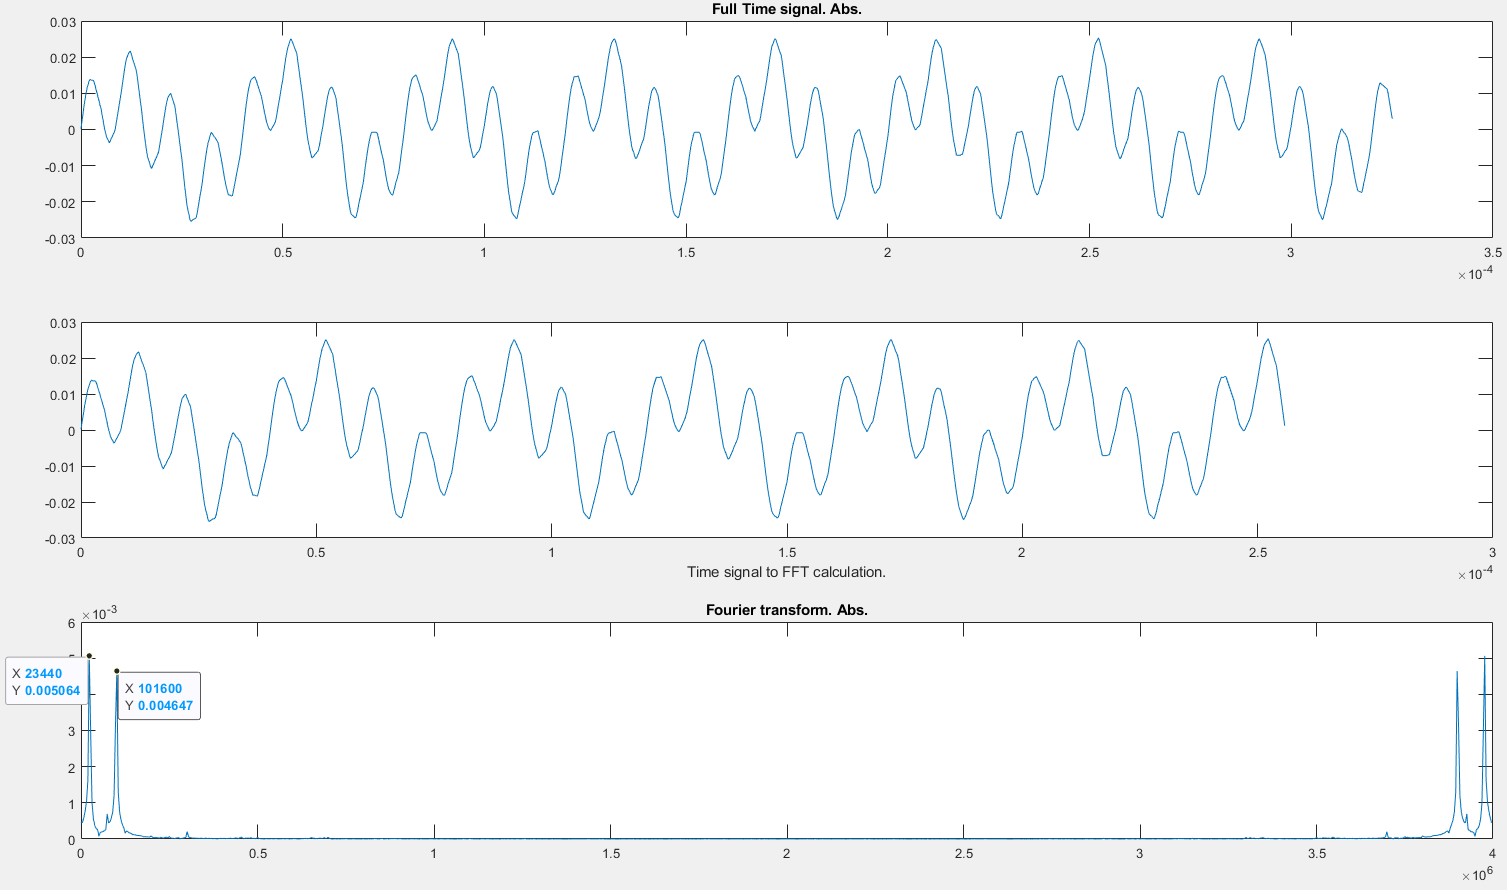 Full Time signal. Abs.
0.03
0.02
0.01
0
-0.01
-0.02
-0.03
0 0.5 1 1.5 2 2.5 3 3.5
×10-4
0.03
0.02
0.01
0
-0.01
-0.02
-0.03
0 0.5 1 1.5 2 2.5 3
Time signal to FFT calculation.
×10-4
Fourier transform. Abs.
×10-3
6
X 23440
Y 0.005064
X 101600
Y 0.004647
3
2
1
0
0 0.5 1 1.5 2 2.5 3 3.5 4
×106